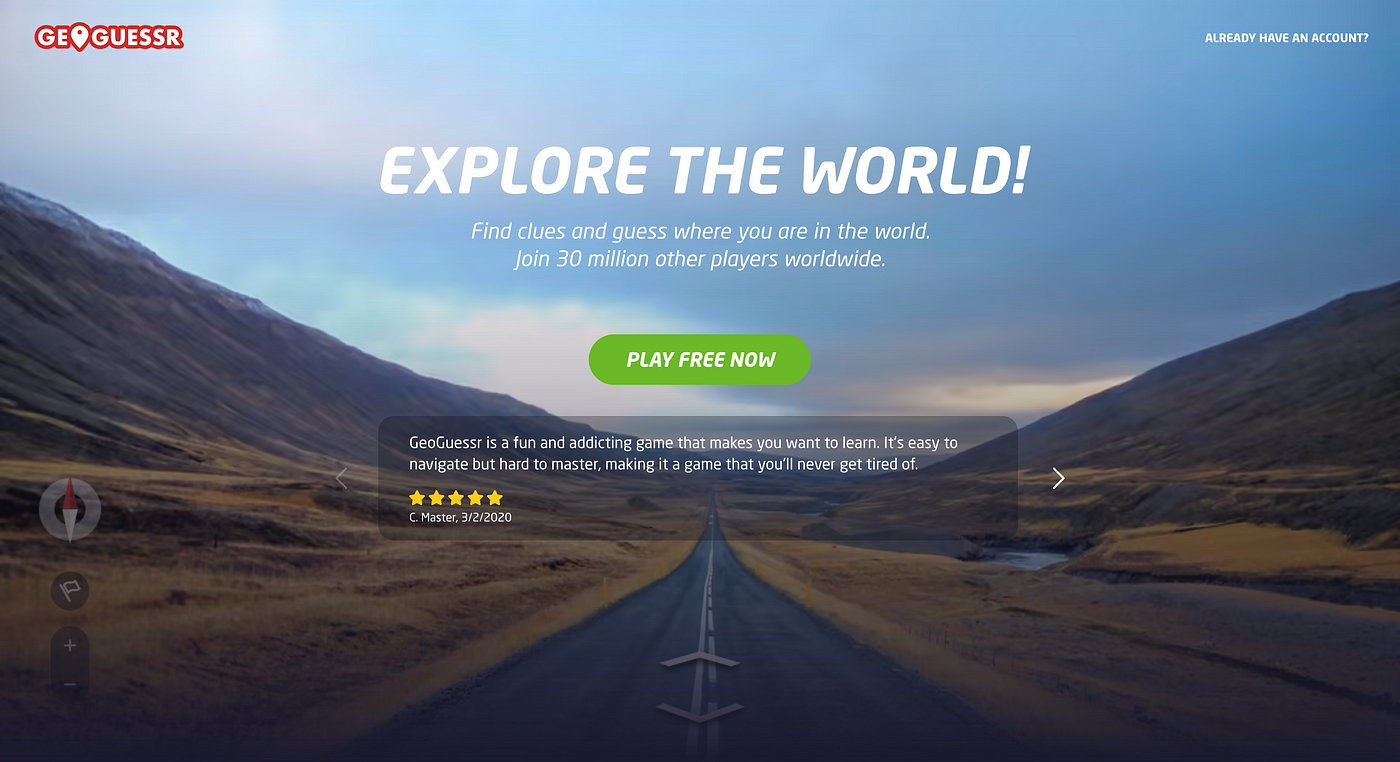 GEOGUESSR
ALREADY HAVE AN ACCOUNT?
EXPLORE THE WORLD!
Find clues and guess where you are in the world.
Join 30 million other players worldwide.
PLAY FREE NOW
GeoGuessr is a fun and addicting game that makes you want to learn. It's easy to
navigate but hard to master, making it a game that you'll never get tired of.
C. Master, 3/2/2020